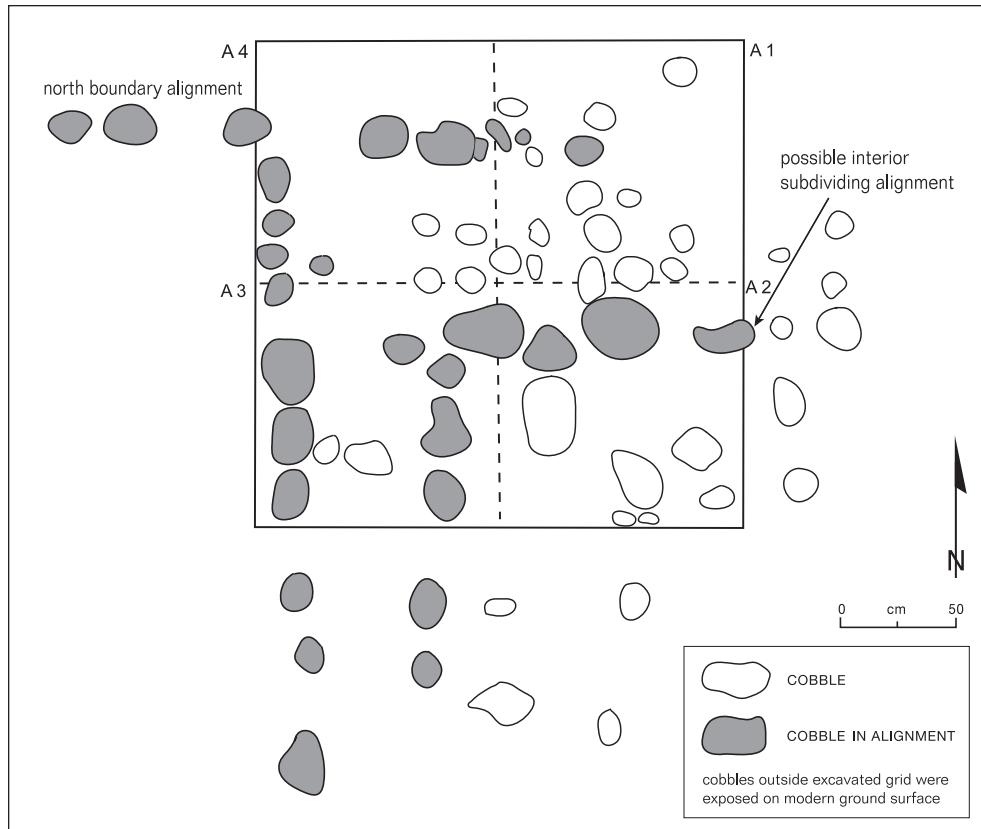 A 4
A 1
north boundary alignment
possible interior
subdividing alignment
A 3
A 2
N
0 cm 50
COBBLE
COBBLE IN ALIGNMENT
cobbles outside excavated grid were
exposed on modern ground surface